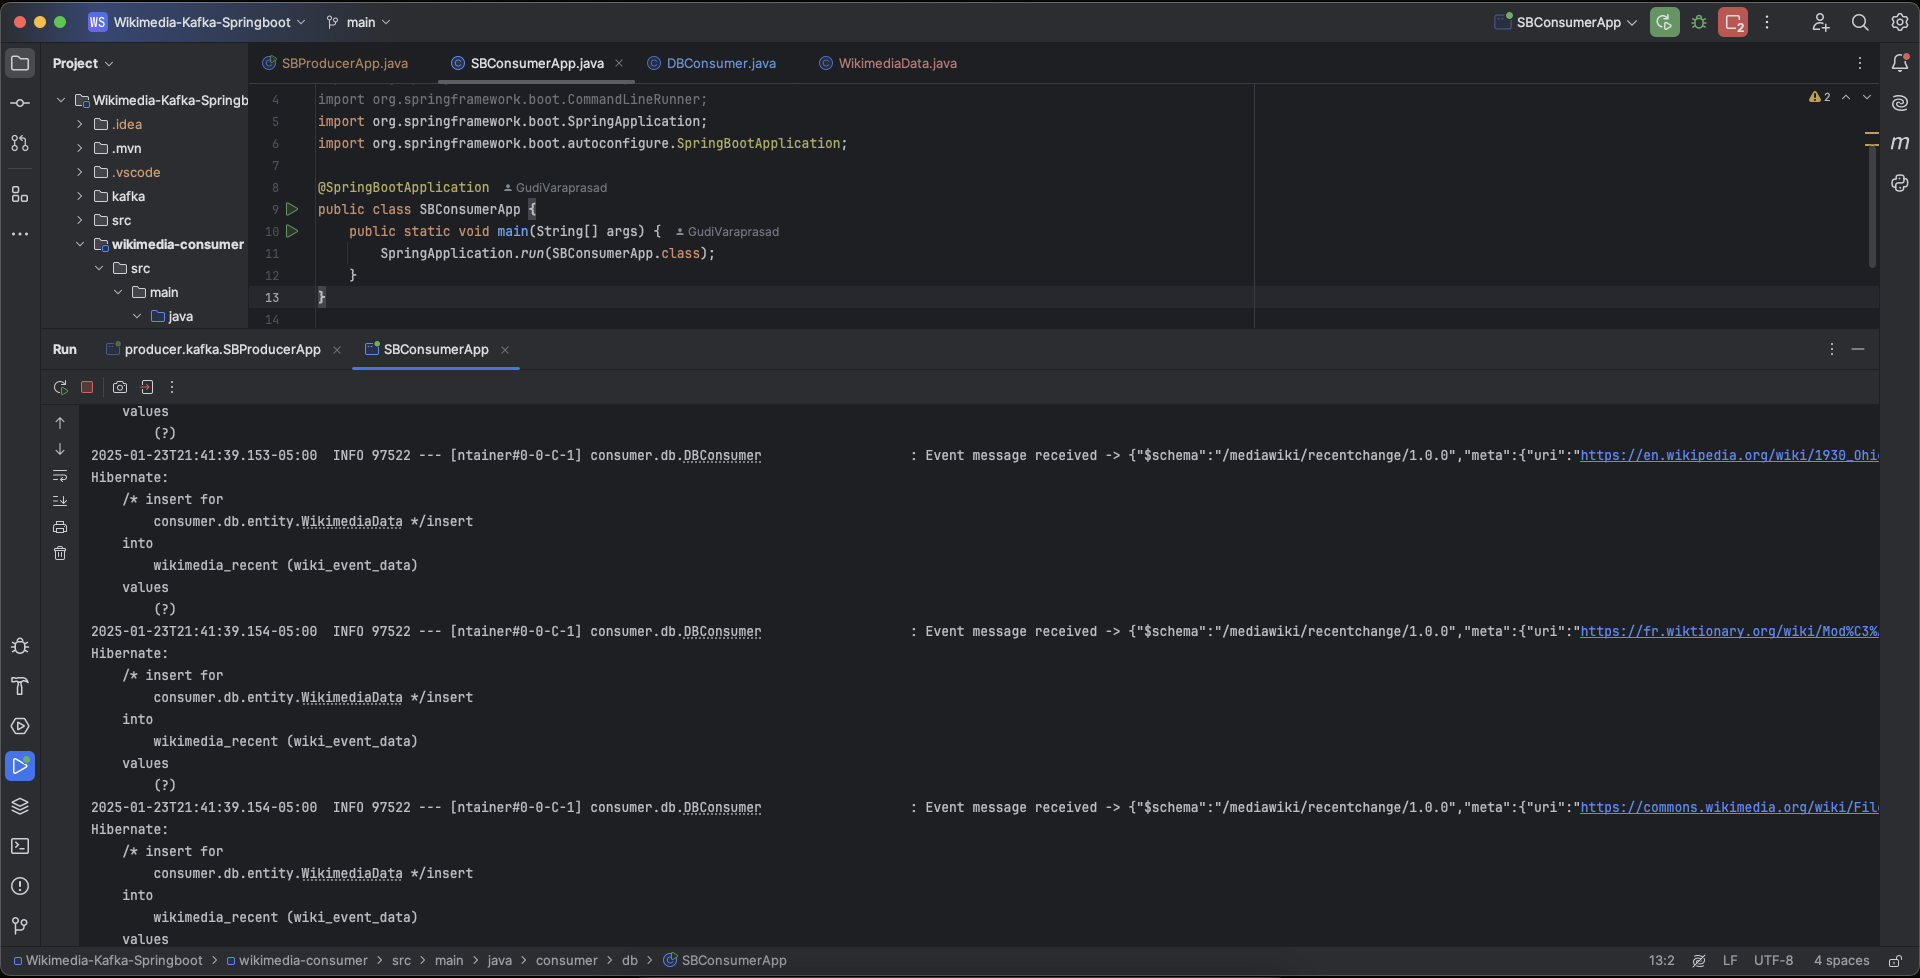 WS Wikimedia-Kafka-Springboot main SBConsumerApp 2
Project
SBProducerApp.java SBConsumerApp.java DBConsumer.java WikimediaData.java
Wikimedia-Kafka-Springb
.idea
.mvn
.vscode
kafka
src
wikimedia-consumer
src
main
java
4 import org.springframework.boot.CommandLineRunner;
5 import org.springframework.boot.SpringApplication;
6 import org.springframework.boot.autoconfigure.SpringBootApplication;
7
8 @SpringBootApplication GudiVaraprasad
9 public class SBConsumerApp {
10 public static void main(String[] args) { GudiVaraprasad
11 SpringApplication.run(SBConsumerApp.class);
12 }
13 }
14
2
m
Run producer.kafka.SBProducerApp SBConsumerApp
values
(?)
2025-01-23T21:41:39.153-05:00 INFO 97522 --- [ntainer#0-0-C-1] consumer.db.DBConsumer : Event message received -> {"$schema":"/mediawiki/recentchange/1.0.0","meta":{"uri":"https://en.wikipedia.org/wiki/1930_Ohi
Hibernate:
/* insert for
consumer.db.entity.WikimediaData */insert
into
wikimedia_recent (wiki_event_data)
values
(?)
2025-01-23T21:41:39.154-05:00 INFO 97522 --- [ntainer#0-0-C-1] consumer.db.DBConsumer : Event message received -> {"$schema":"/mediawiki/recentchange/1.0.0","meta":{"uri":"https://fr.wiktionary.org/wiki/Mod%C3%
Hibernate:
/* insert for
consumer.db.entity.WikimediaData */insert
into
wikimedia_recent (wiki_event_data)
values
(?)
2025-01-23T21:41:39.154-05:00 INFO 97522 --- [ntainer#0-0-C-1] consumer.db.DBConsumer : Event message received -> {"$schema":"/mediawiki/recentchange/1.0.0","meta":{"uri":"https://commons.wikimedia.org/wiki/Fil
Hibernate:
/* insert for
consumer.db.entity.WikimediaData */insert
into
wikimedia_recent (wiki_event_data)
values
Wikimedia-Kafka-Springboot > wikimedia-consumer > src > main > java > consumer > db > SBConsumerApp 13:2 LF UTF-8 4 spaces